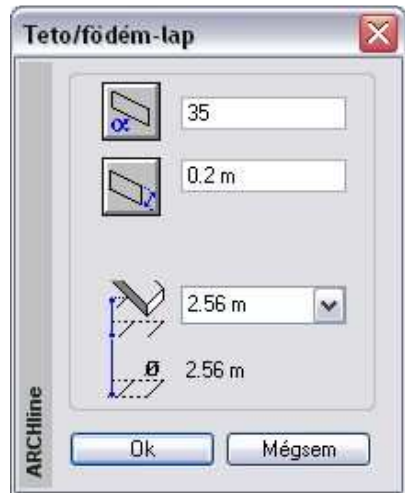 Teto/födém-lap
α
35
0.2 m
2.56 m
Ø 2.56 m
ARCHline
Ok Mégsem